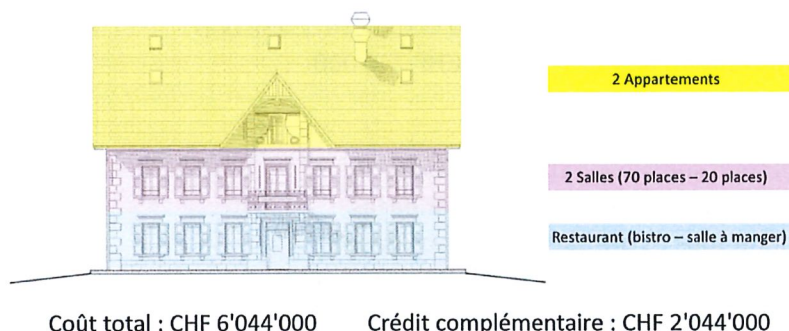 2 Appartements
2 Salles (70 places – 20 places)
Restaurant (bistro – salle à manger)
Coût total : CHF 6'044'000 Crédit complémentaire : CHF 2'044'000